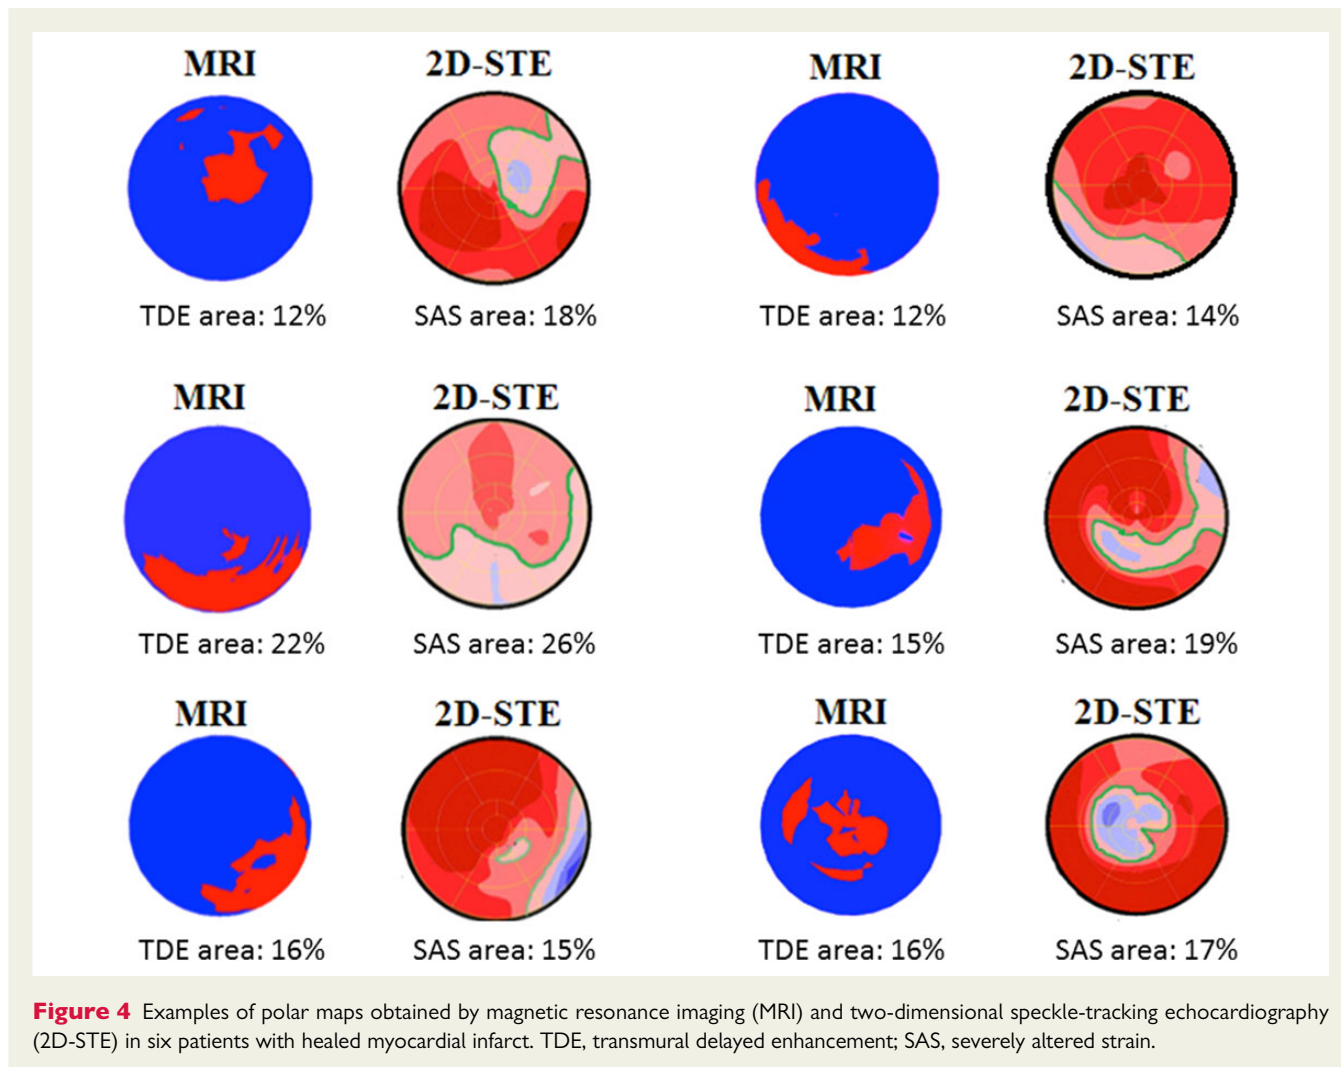 MRI 2D-STE MRI 2D-STE
TDE area: 12% SAS area: 18% TDE area: 12% SAS area: 14%
MRI 2D-STE MRI 2D-STE
TDE area: 22% SAS area: 26% TDE area: 15% SAS area: 19%
MRI 2D-STE MRI 2D-STE
TDE area: 16% SAS area: 15% TDE area: 16% SAS area: 17%
Figure 4 Examples of polar maps obtained by magnetic resonance imaging (MRI) and two-dimensional speckle-tracking echocardiography
(2D-STE) in six patients with healed myocardial infarct. TDE, transmural delayed enhancement; SAS, severely altered strain.